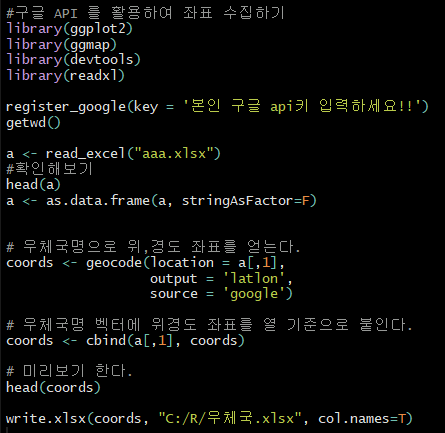 #구글 API 를 활용하여 좌표 수집하기
library(ggplot2)
library(ggmap)
library(devtools)
library(readxl)
register_google(key = '본인 구글 api키 입력하세요!!')
getwd()
a <- read_excel("aaa.xlsx")
#확인해보기
head(a)
a <- as.data.frame(a, stringAsFactor=F)
# 우체국명으로 위,경도 좌표를 얻는다.
coords <- geocode(location = a[,1],
output = 'latlon',
source = 'google')
# 우체국명 벡터에 위경도 좌표를 열 기준으로 붙인다.
coords <- cbind(a[,1], coords)
# 미리보기 한다.
head(coords)
write.xlsx(coords, "C:/R/우체국.xlsx", col.names=T)